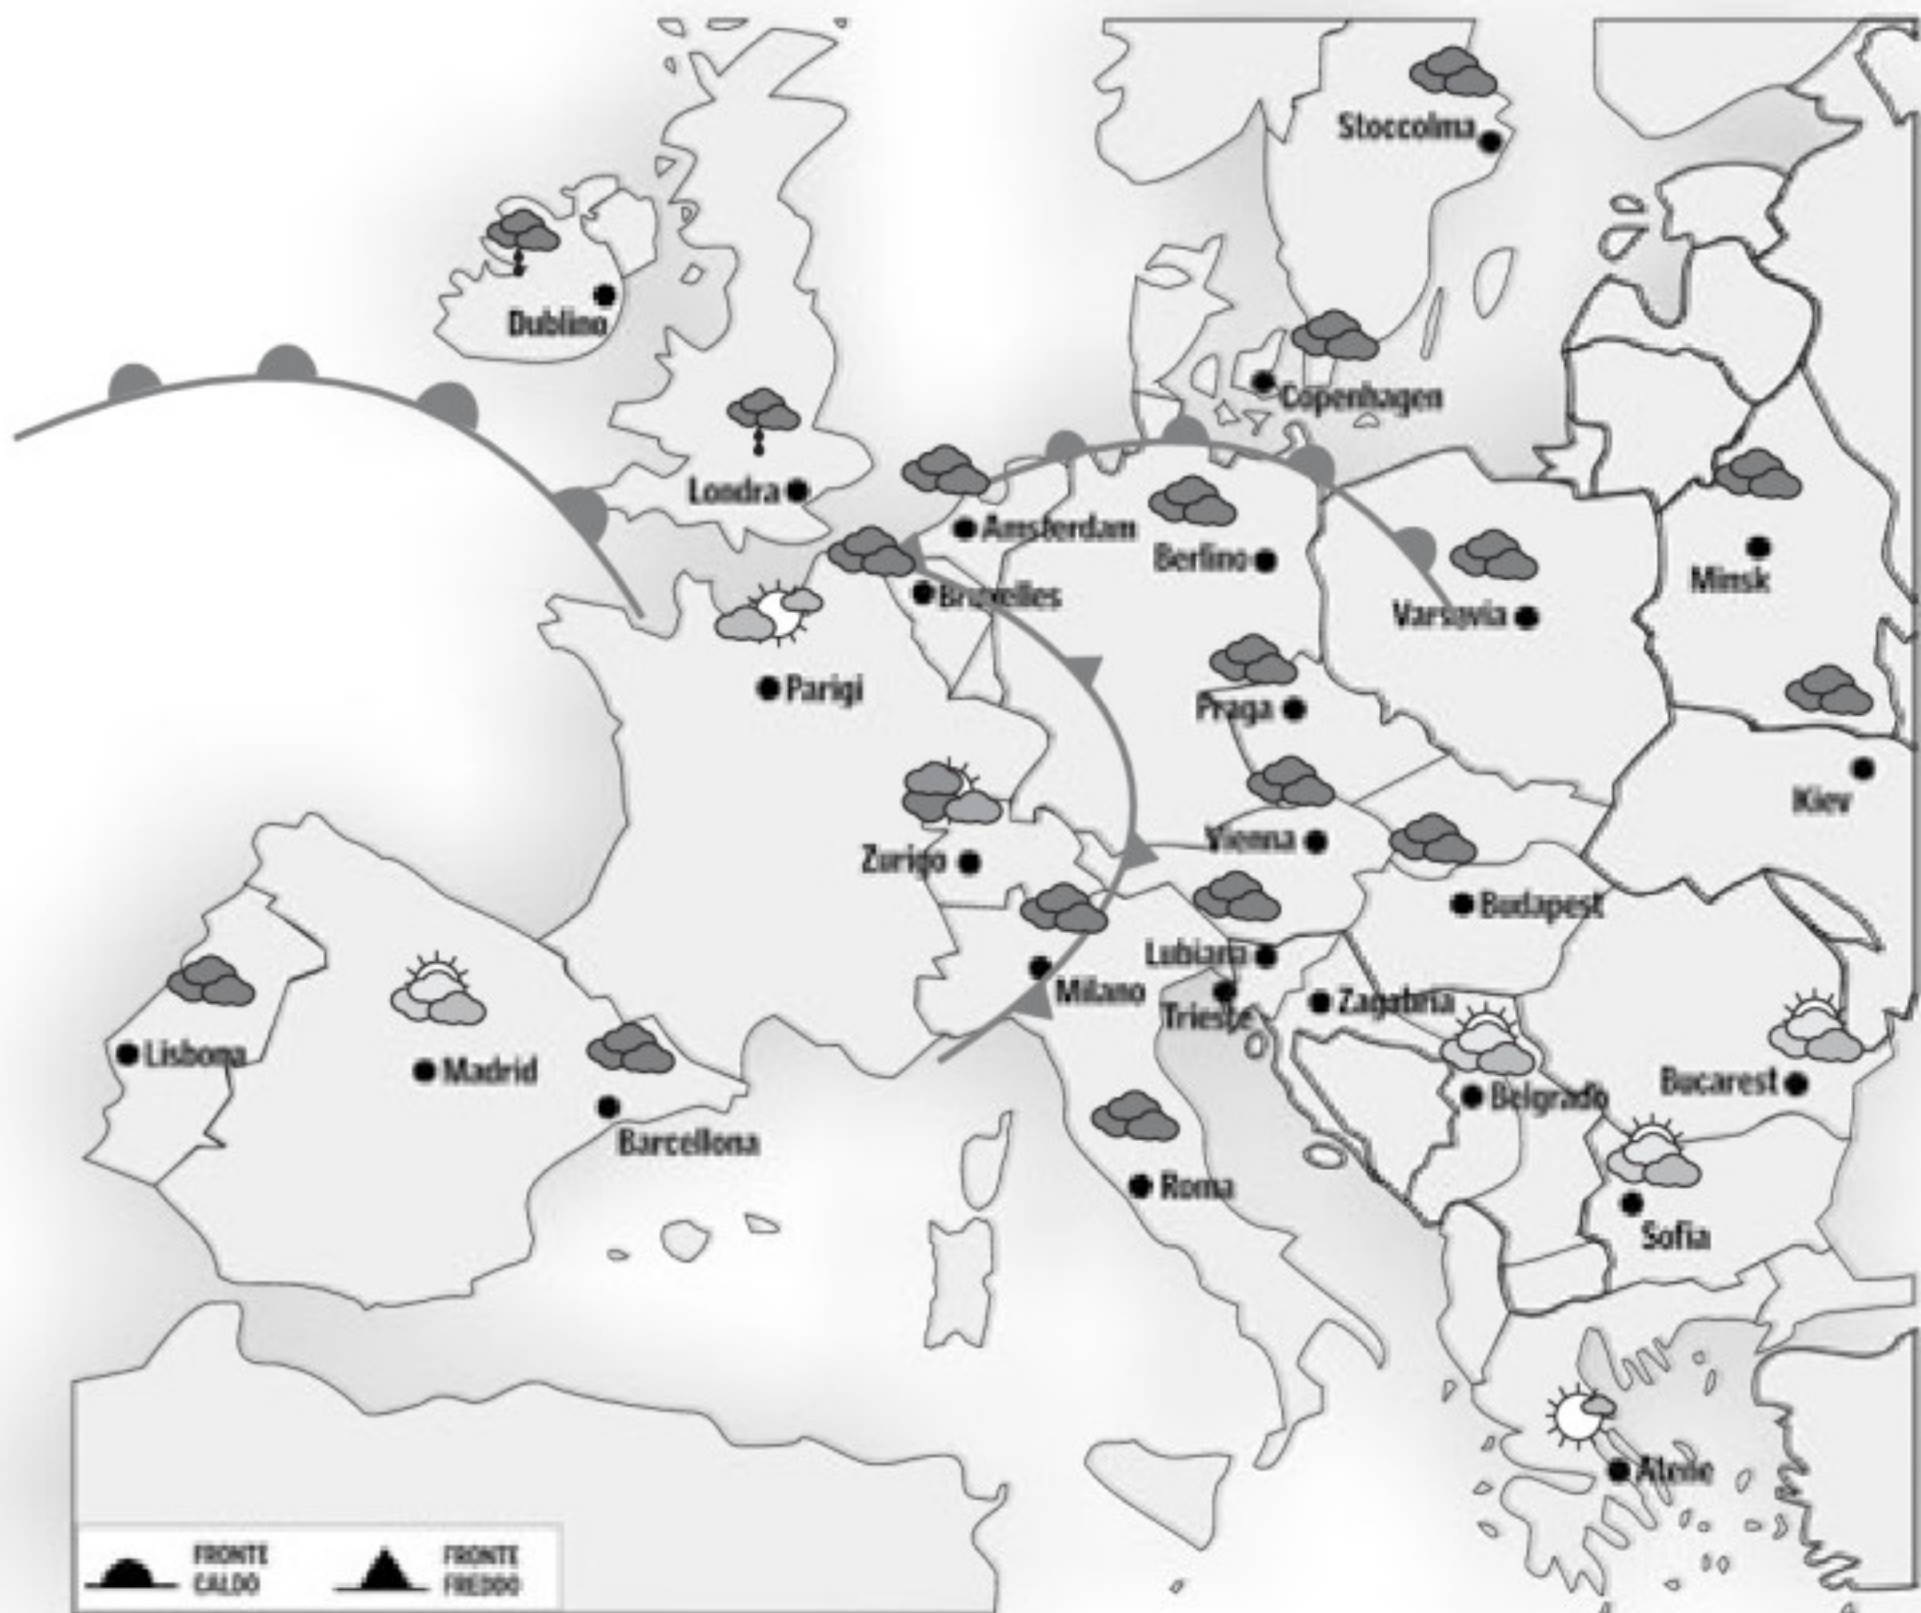 Stoccolma
Dublino
Copenhagen
Londra
Amsterdam
Berlino
Minsk
Bruxelles
Varsavia
Parigi
Praga
Kiev
Vienna
Zurigo
Budapest
Lubiana
Milano
Trieste
Zagabria
Lisbona
Madrid
Belgrado
Bucarest
Barcellona
Roma
Sofia
Atene
FRONTE
CALDO
FRONTE
FREDDO